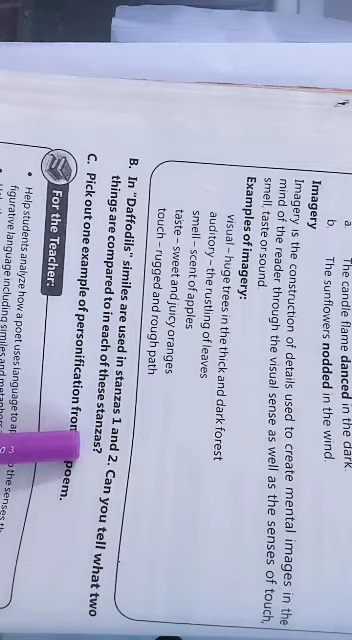 a. The candle flame danced in the dark.
b. The sunflowers nodded in the wind.
Imagery
Imagery is the construction of details used to create mental images in the
mind of the reader through the visual sense as well as the senses of touch,
smell, taste or sound.
Examples of imagery:
visual – huge trees in the thick and dark forest
auditory – the rustling of leaves
smell – scent of apples
taste – sweet and juicy oranges
touch – rugged and rough path
B. In "Daffodils" similes are used in stanzas 1 and 2. Can you tell what two
things are compared to in each of these stanzas?
C. Pick out one example of personification from poem.
For the Teacher:
• Help students analyze how a poet uses language to
figurative language including similes and the senses